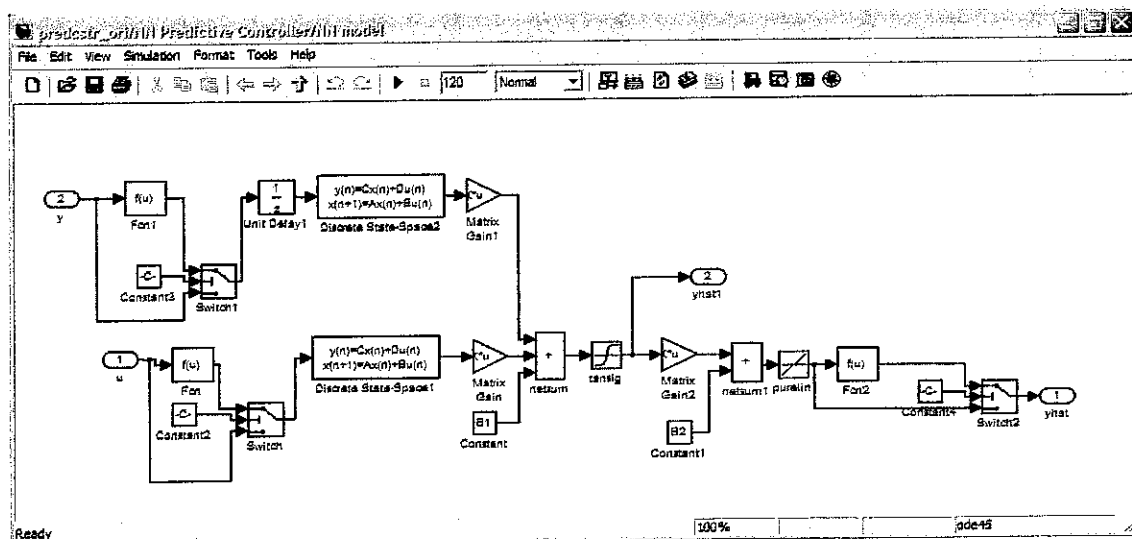 predcstr_ori/NN Predictive Controller/NN model
File Edit View Simulation Format Tools Help
120 Normal
2
y
f(u)
Fcn1
1
z
Unit Delay1
y(n)=Cx(n)+Du(n)
x(n+1)=Ax(n)+Bu(n)
Discrete State-Space2
*u
Matrix
Gain1
-C-
Constant3
Switch1
2
yhat1
1
u
f(u)
Fcn
-C-
Constant2
Switch
y(n)=Cx(n)+Du(n)
x(n+1)=Ax(n)+Bu(n)
Discrete State-Space1
*u
Matrix
Gain
B1
Constant
+
netsum
tansig
*u
Matrix
Gain2
B2
Constant1
+
netsum1
purelin
f(u)
Fcn2
-C-
Constant4
Switch2
1
yhat
Ready
100%
ode45